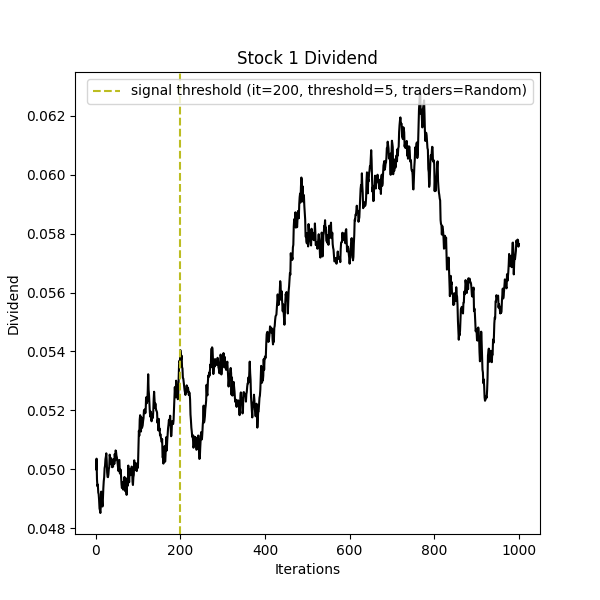 Stock 1 Dividend
signal threshold (it=200, threshold=5, traders=Random)
0.062
0.060
0.058
0.056
0.054
0.052
0.050
0.048
Dividend
0 200 400 600 800 1000
Iterations